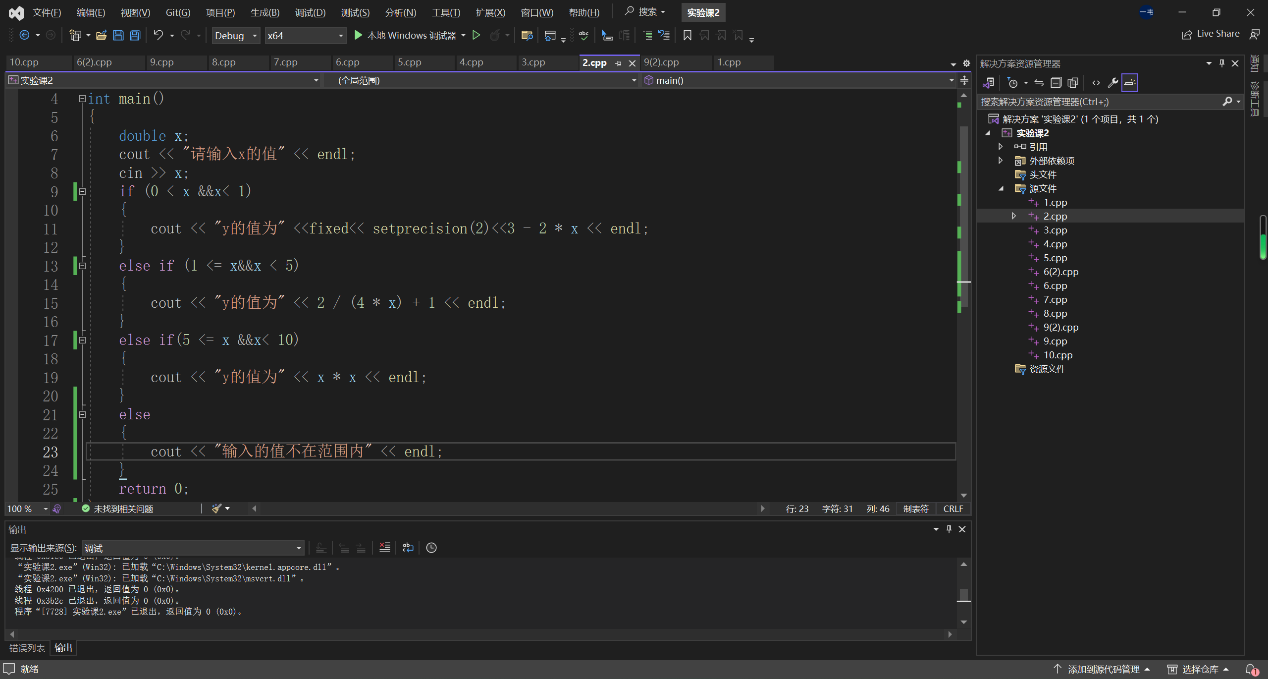 文件(F) 编辑(E) 视图(V) Git(G) 项目(P) 生成(B) 调试(D) 测试(S) 分析(N) 工具(T) 扩展(X) 窗口(W) 帮助(H) 搜索 实验课2
Debug x64 本地 Windows 调试器 Live Share
10.cpp 6(2).cpp 9.cpp 8.cpp 7.cpp 6.cpp 5.cpp 4.cpp 3.cpp 2.cpp 9(2).cpp 1.cpp
实验课2 (全局范围) main()
4 int main()
5 {
6 double x;
7 cout << "请输入x的值" << endl;
8 cin >> x;
9 if (0 < x &&x< 1)
10 {
11 cout << "y的值为" <<fixed<< setprecision(2)<<3 - 2 * x << endl;
12 }
13 else if (1 <= x&&x < 5)
14 {
15 cout << "y的值为" << 2 / (4 * x) + 1 << endl;
16 }
17 else if(5 <= x &&x< 10)
18 {
19 cout << "y的值为" << x * x << endl;
20 }
21 else
22 {
23 cout << "输入的值不在范围内" << endl;
24 }
25 return 0;
100 % 未找到相关问题 行: 23 字符: 31 列: 46 制表符 CRLF
输出
显示输出来源(S): 调试
“实验课2.exe”(Win32): 已加载“C:\Windows\System32\kernel.appcore.dll”。
“实验课2.exe”(Win32): 已加载“C:\Windows\System32\msvcrt.dll”。
线程 0x4200 已退出，返回值为 0 (0x0)。
线程 0x3b2c 已退出，返回值为 0 (0x0)。
程序“[7728] 实验课2.exe”已退出，返回值为 0 (0x0)。
错误列表 输出
解决方案资源管理器
搜索解决方案资源管理器(Ctrl+;)
解决方案 '实验课2' (1 个项目，共 1 个)
实验课2
引用
外部依赖项
头文件
源文件
1.cpp
2.cpp
3.cpp
4.cpp
5.cpp
6(2).cpp
6.cpp
7.cpp
8.cpp
9(2).cpp
9.cpp
10.cpp
资源文件
诊断工具
就绪 添加到源代码管理 选择仓库 1